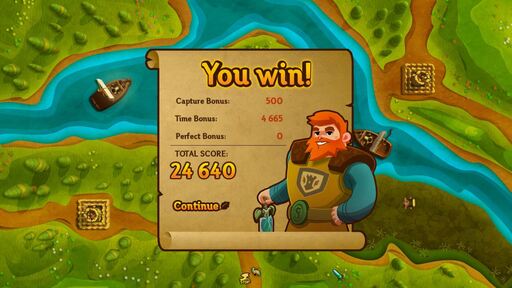 You win!
Capture Bonus: 500
Time Bonus: 4 665
Perfect Bonus: 0
TOTAL SCORE:
24 640
Continue